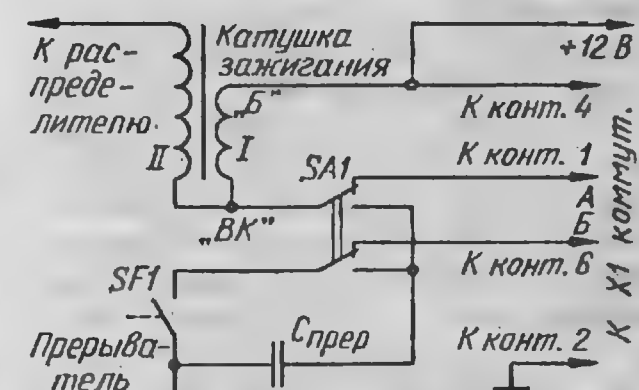 К рас-
преде-
лителю
II
Катушка
зажигания
„Б"
I
„ВК"
SA1
+12 В
К конт. 4
К конт. 1
А
Б
К конт. 6
К конт. 2
К X1 коммут.
SF1
Прерыва-
тель
Спрер